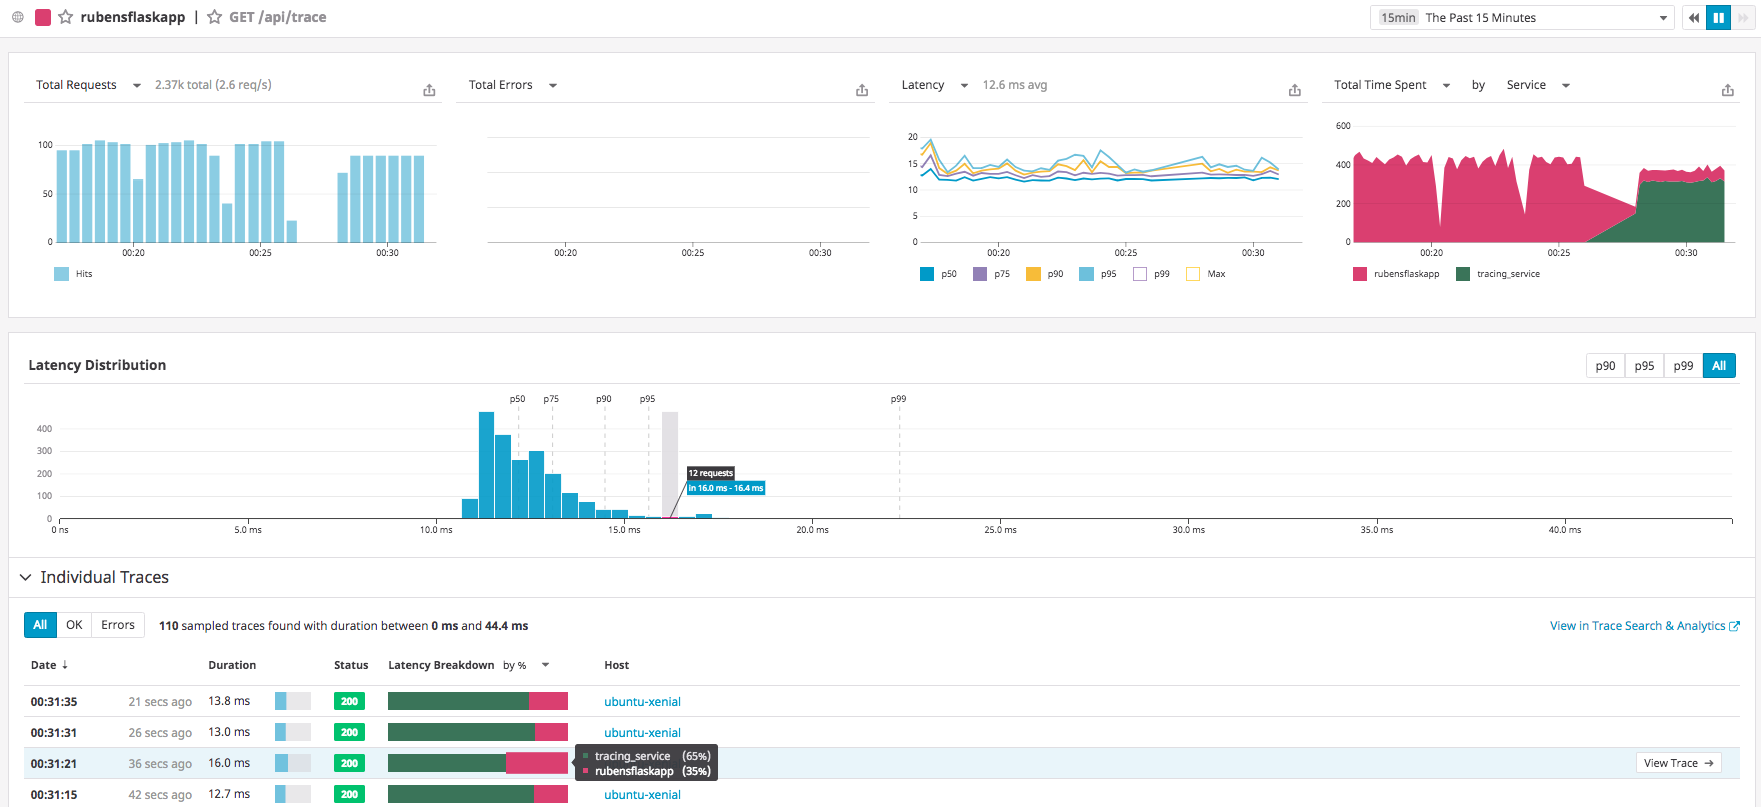 rubensflaskapp | GET /api/trace 15min The Past 15 Minutes
Total Requests 2.37k total (2.6 req/s) Total Errors Latency 12.6 ms avg Total Time Spent by Service
100
50
0
00:20 00:25 00:30
Hits
00:20 00:25 00:30
20
15
10
5
0
00:20 00:25 00:30
p50 p75 p90 p95 p99 Max
600
400
200
0
00:20 00:25 00:30
rubensflaskapp tracing_service
Latency Distribution p90 p95 p99 All
p50 p75 p90 p95 p99
400
300
200
100
0
12 requests
in 16.0 ms - 16.4 ms
0 ns 5.0 ms 10.0 ms 15.0 ms 20.0 ms 25.0 ms 30.0 ms 35.0 ms 40.0 ms
Individual Traces
All OK Errors 110 sampled traces found with duration between 0 ms and 44.4 ms View in Trace Search & Analytics
Date ↓ Duration Status Latency Breakdown by % Host
00:31:35 21 secs ago 13.8 ms 200 ubuntu-xenial
00:31:31 26 secs ago 13.0 ms 200 ubuntu-xenial
00:31:21 36 secs ago 16.0 ms 200 View Trace →
tracing_service (65%)
rubensflaskapp (35%)
00:31:15 42 secs ago 12.7 ms 200 ubuntu-xenial